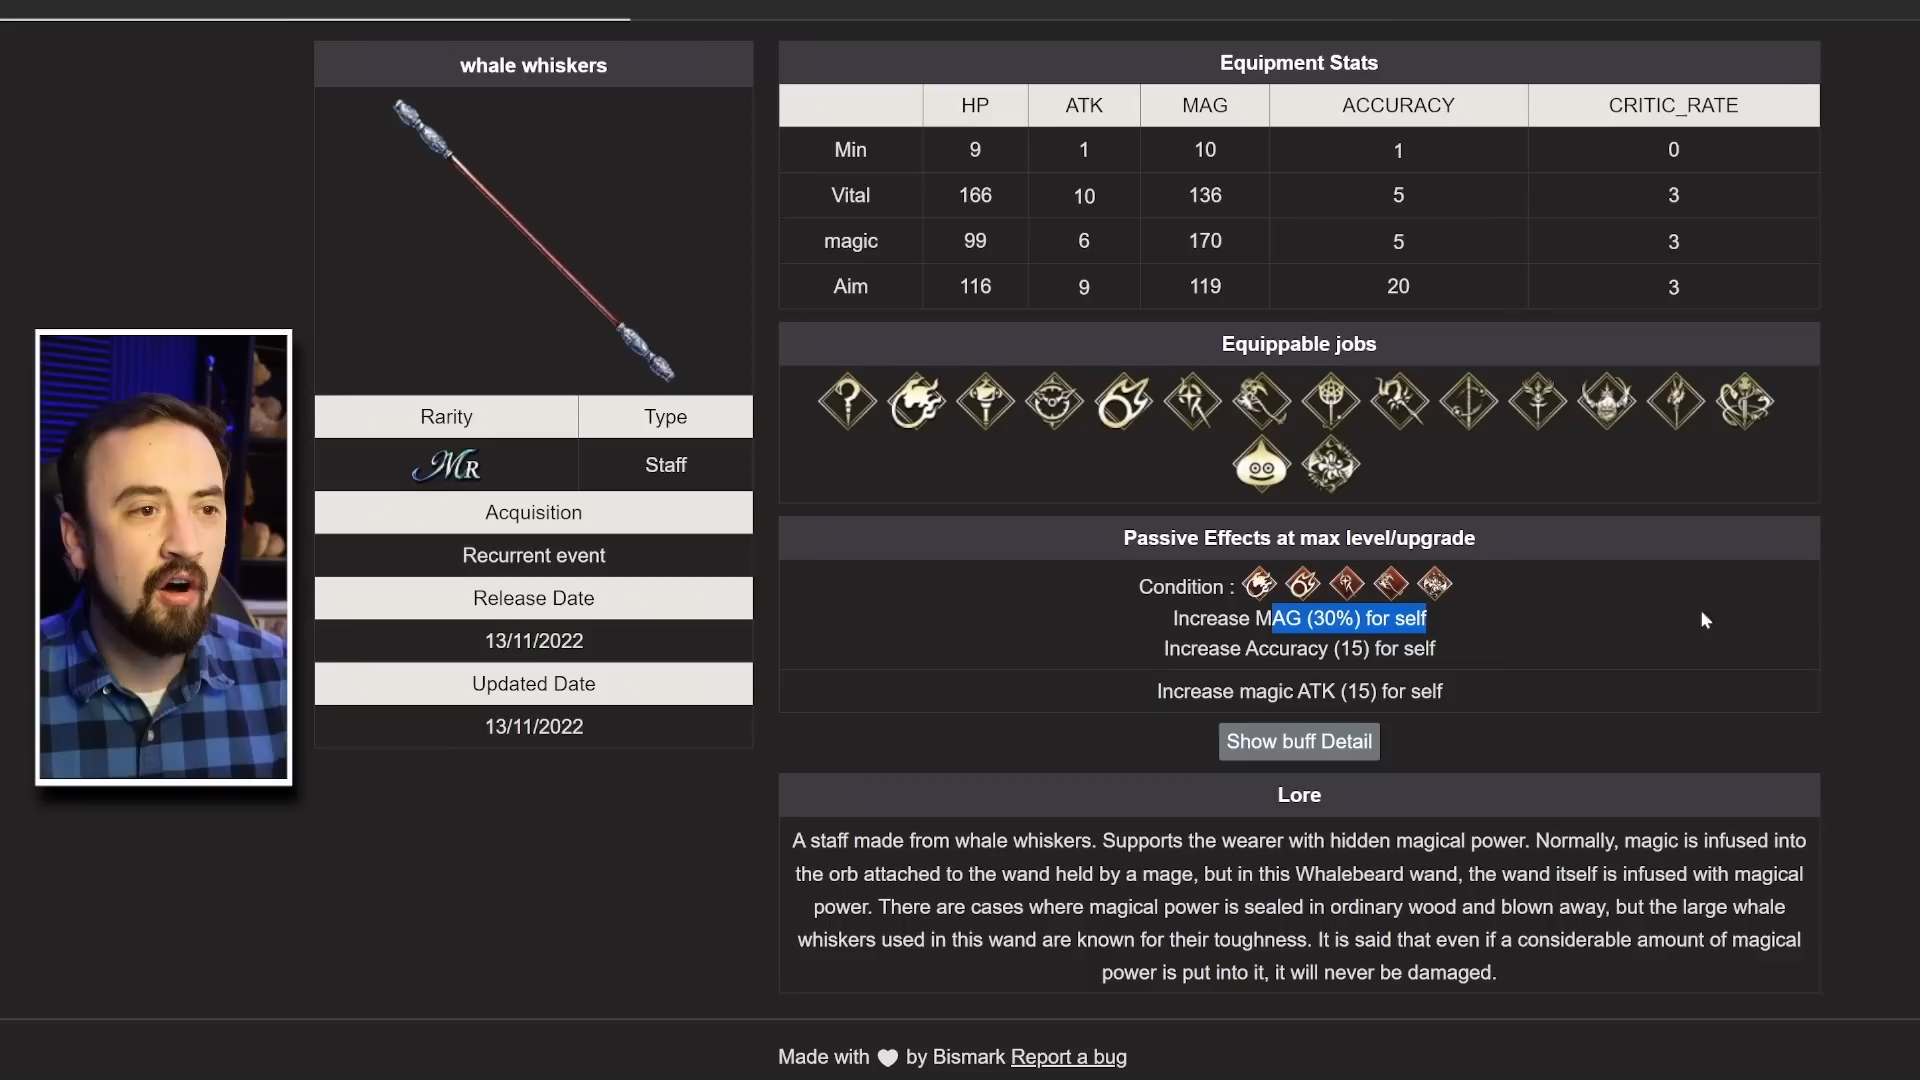 whale whiskers
Rarity Type
MR Staff
Acquisition
Recurrent event
Release Date
13/11/2022
Updated Date
13/11/2022
Equipment Stats
HP ATK MAG ACCURACY CRITIC_RATE
Min 9 1 10 1 0
Vital 166 10 136 5 3
magic 99 6 170 5 3
Aim 116 9 119 20 3
Equippable jobs
Passive Effects at max level/upgrade
Condition :
Increase MAG (30%) for self
Increase Accuracy (15) for self
Increase magic ATK (15) for self
Show buff Detail
Lore
A staff made from whale whiskers. Supports the wearer with hidden magical power. Normally, magic is infused into
the orb attached to the wand held by a mage, but in this Whalebeard wand, the wand itself is infused with magical
power. There are cases where magical power is sealed in ordinary wood and blown away, but the large whale
whiskers used in this wand are known for their toughness. It is said that even if a considerable amount of magical
power is put into it, it will never be damaged.
Made with by Bismark Report a bug